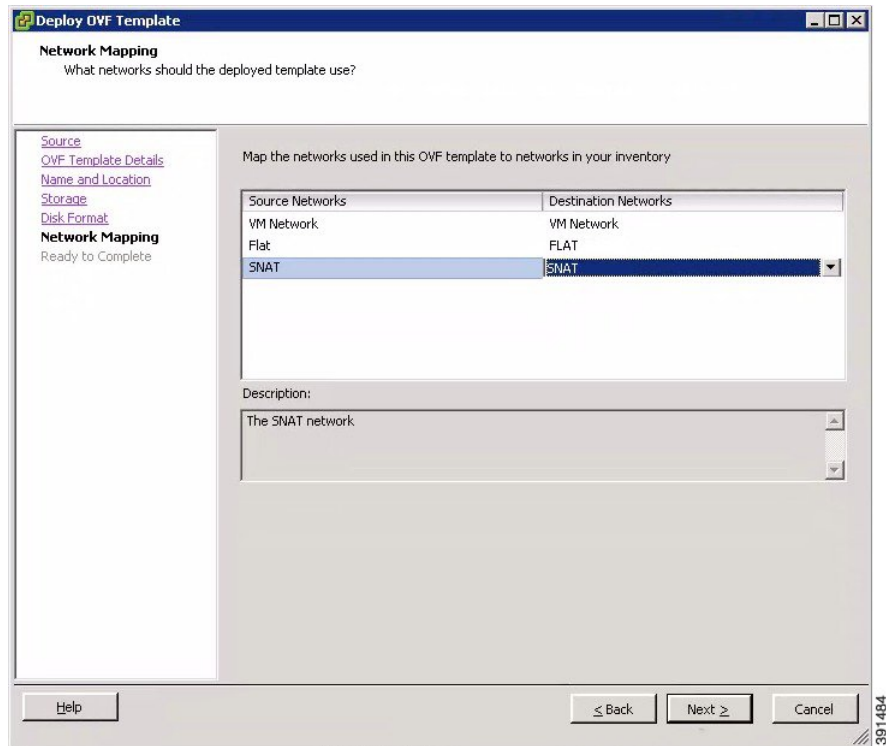 Deploy OVF Template
Network Mapping
What networks should the deployed template use?
Source
OVF Template Details
Name and Location
Storage
Disk Format
Network Mapping
Ready to Complete
Map the networks used in this OVF template to networks in your inventory
Source Networks Destination Networks
VM Network VM Network
Flat FLAT
SNAT SNAT
Description:
The SNAT network
Help < Back Next > Cancel
391484